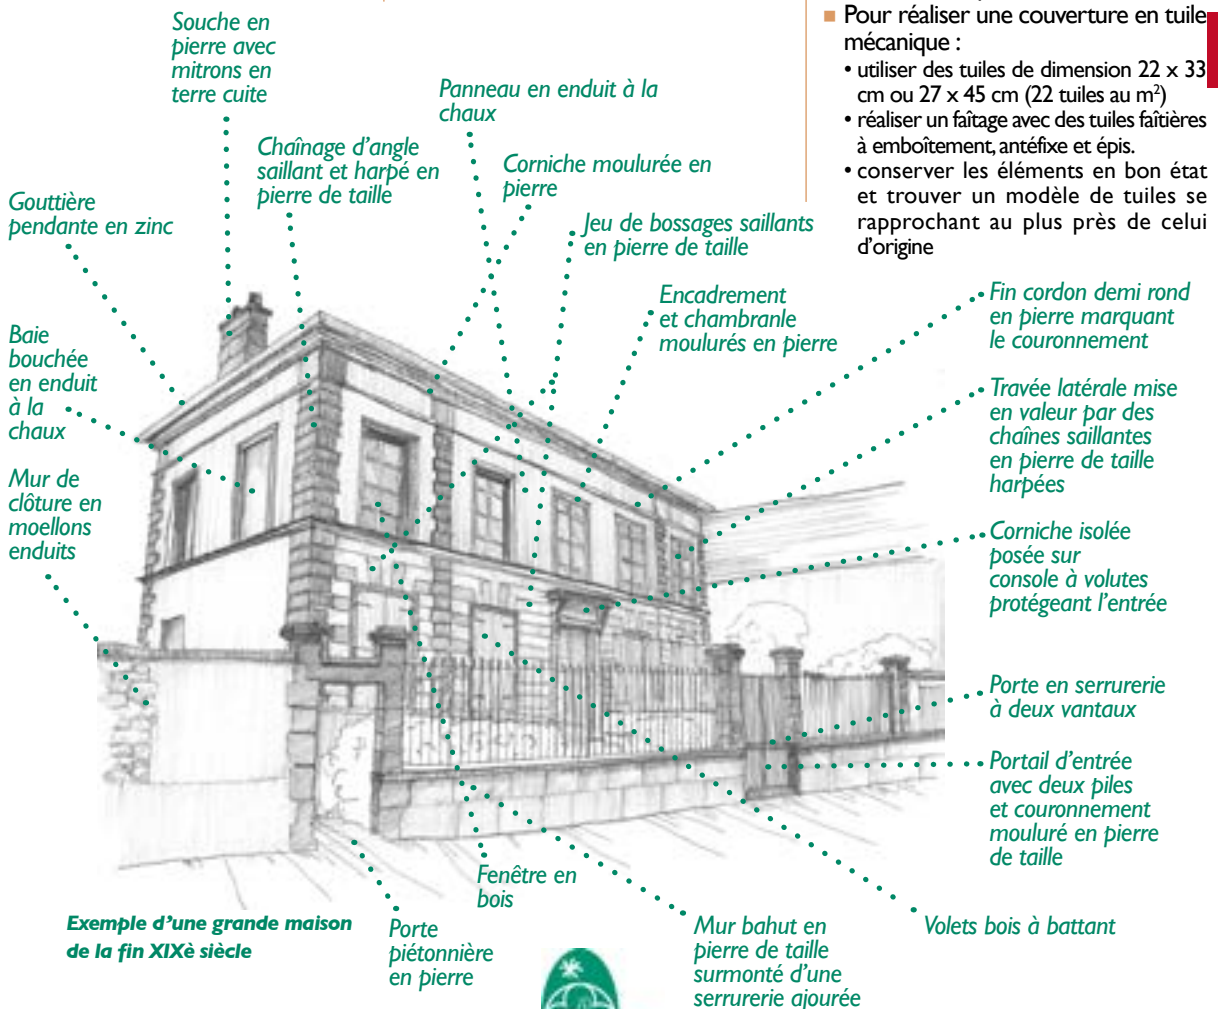 Souche en
pierre avec
mitrons en
terre cuite
Panneau en enduit à la
chaux
Chaînage d'angle
saillant et harpé en
pierre de taille
Corniche moulurée en
pierre
Gouttière
pendante en zinc
Jeu de bossages saillants
en pierre de taille
Encadrement
et chambranle
moulurés en pierre
Baie
bouchée
en enduit
à la
chaux
Mur de
clôture en
moellons
enduits
■ Pour réaliser une couverture en tuile
mécanique :
• utiliser des tuiles de dimension 22 x 33
cm ou 27 x 45 cm (22 tuiles au m²)
• réaliser un faîtage avec des tuiles faîtières
à emboîtement, antéfixe et épis.
• conserver les éléments en bon état
et trouver un modèle de tuiles se
rapprochant au plus près de celui
d'origine
Fin cordon demi rond
en pierre marquant
le couronnement
Travée latérale mise
en valeur par des
chaînes saillantes
en pierre de taille
harpées
Corniche isolée
posée sur
console à volutes
protégeant l'entrée
Porte en serrurerie
à deux vantaux
Portail d'entrée
avec deux piles
et couronnement
mouluré en pierre
de taille
Fenêtre en
bois
Exemple d'une grande maison
de la fin XIXè siècle
Porte
piétonnière
en pierre
Mur bahut en
pierre de taille
surmonté d'une
serrurerie ajourée
Volets bois à battant